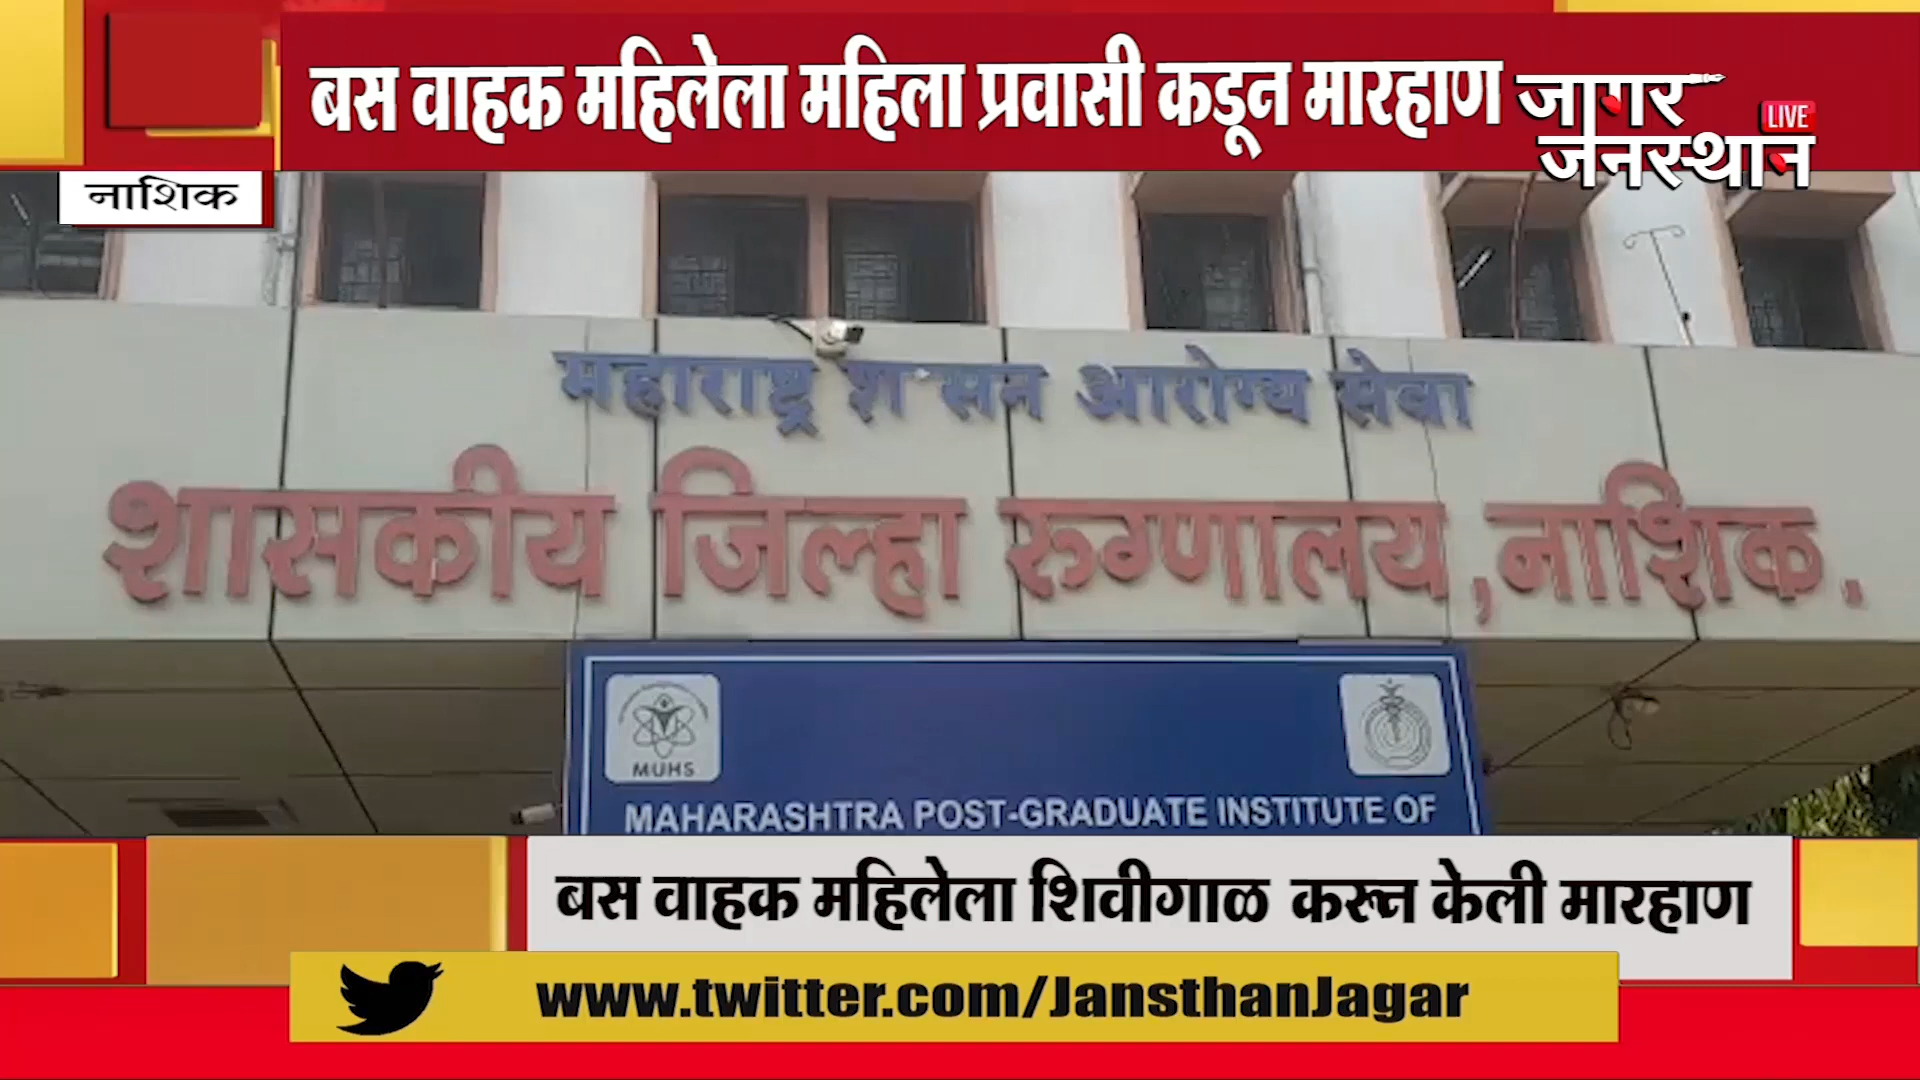 बस वाहक महिलेला महिला प्रवासी कडून मारहाण
जागर
LIVE
जनस्थान
नाशिक
महाराष्ट्र श सन आरोग्य सेवा
शासकीय जिल्हा रुग्णालय, नाशिक.
MUHS
MAHARASHTRA POST-GRADUATE INSTITUTE OF
बस वाहक महिलेला शिवीगाळ करून केली मारहाण
www.twitter.com/JansthanJagar